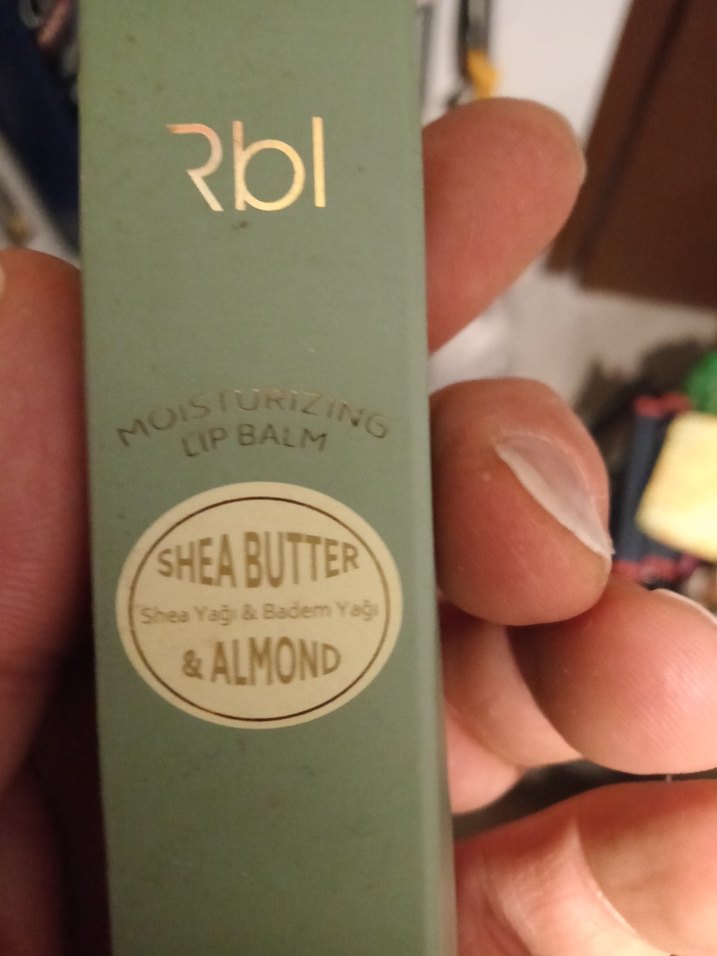 Rbl
MOISTURIZING
LIP BALM
SHEA BUTTER
Shea Yağı & Badem Yağı
& ALMOND